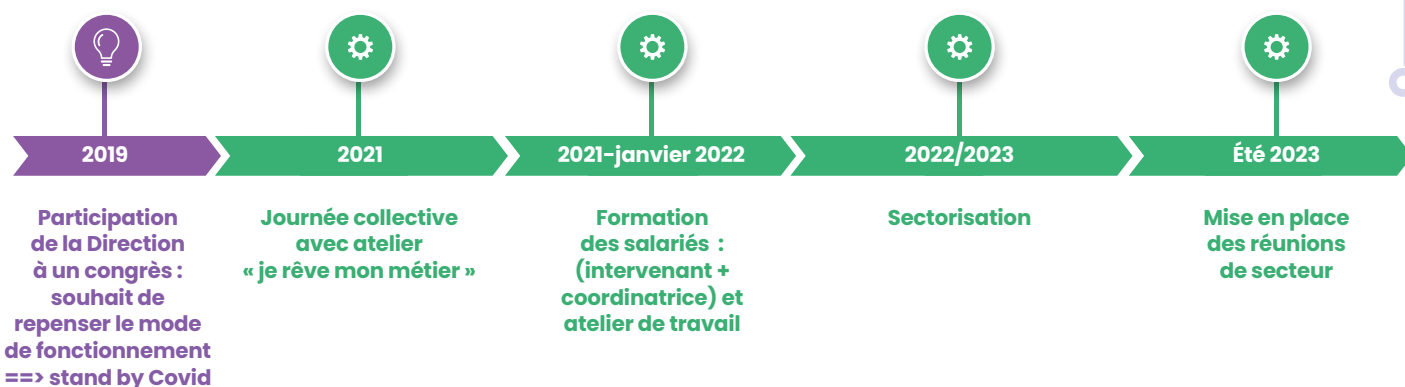 2019
Participation
de la Direction
à un congrès :
souhait de
repenser le mode
de fonctionnement
==> stand by Covid
2021
Journée collective
avec atelier
« je rêve mon métier »
2021-janvier 2022
Formation
des salariés  :
(intervenant +
coordinatrice) et
atelier de travail
2022/2023
Sectorisation
Été 2023
Mise en place
des réunions
de secteur